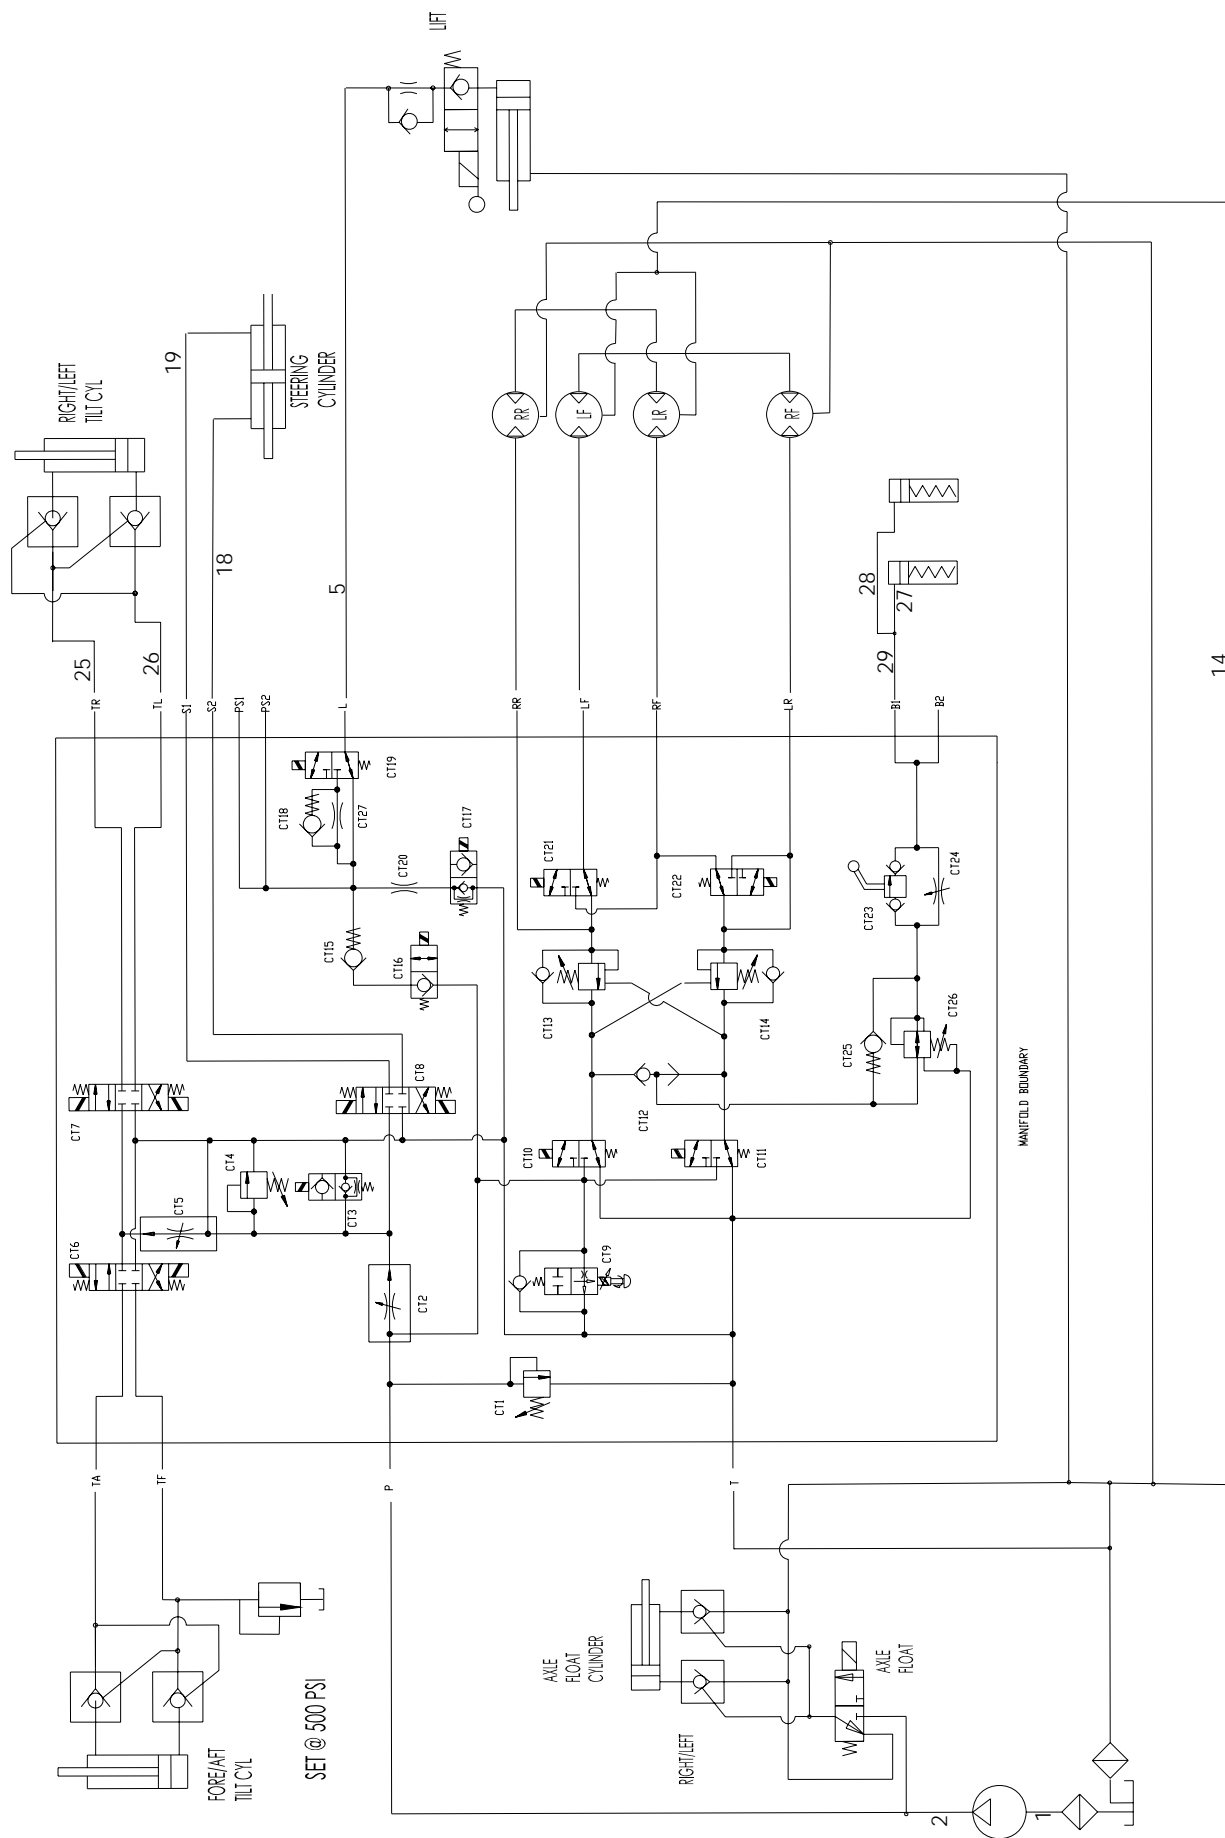 LIFT
19
RIGHT/LEFT
TILT CYL
STEERING
CYLINDER
18
5
RR
LF
LR
RF
28
27
25
26
29
14
TR
TL
S1
S2
PS1
PS2
L
RR
LF
RF
LR
B1
B2
CT19
CT18
CT27
CT17
CT20
CT21
CT22
CT24
CT23
CT15
CT16
CT13
CT14
CT26
CT25
CT12
MANIFOLD BOUNDARY
CT7
CT8
CT10
CT11
CT4
CT5
CT3
CT6
CT9
CT2
CT1
TA
TF
P
T
FORE/AFT
TILT CYL
SET @ 500 PSI
AXLE
FLOAT
CYLINDER
AXLE
FLOAT
RIGHT/LEFT
2
1